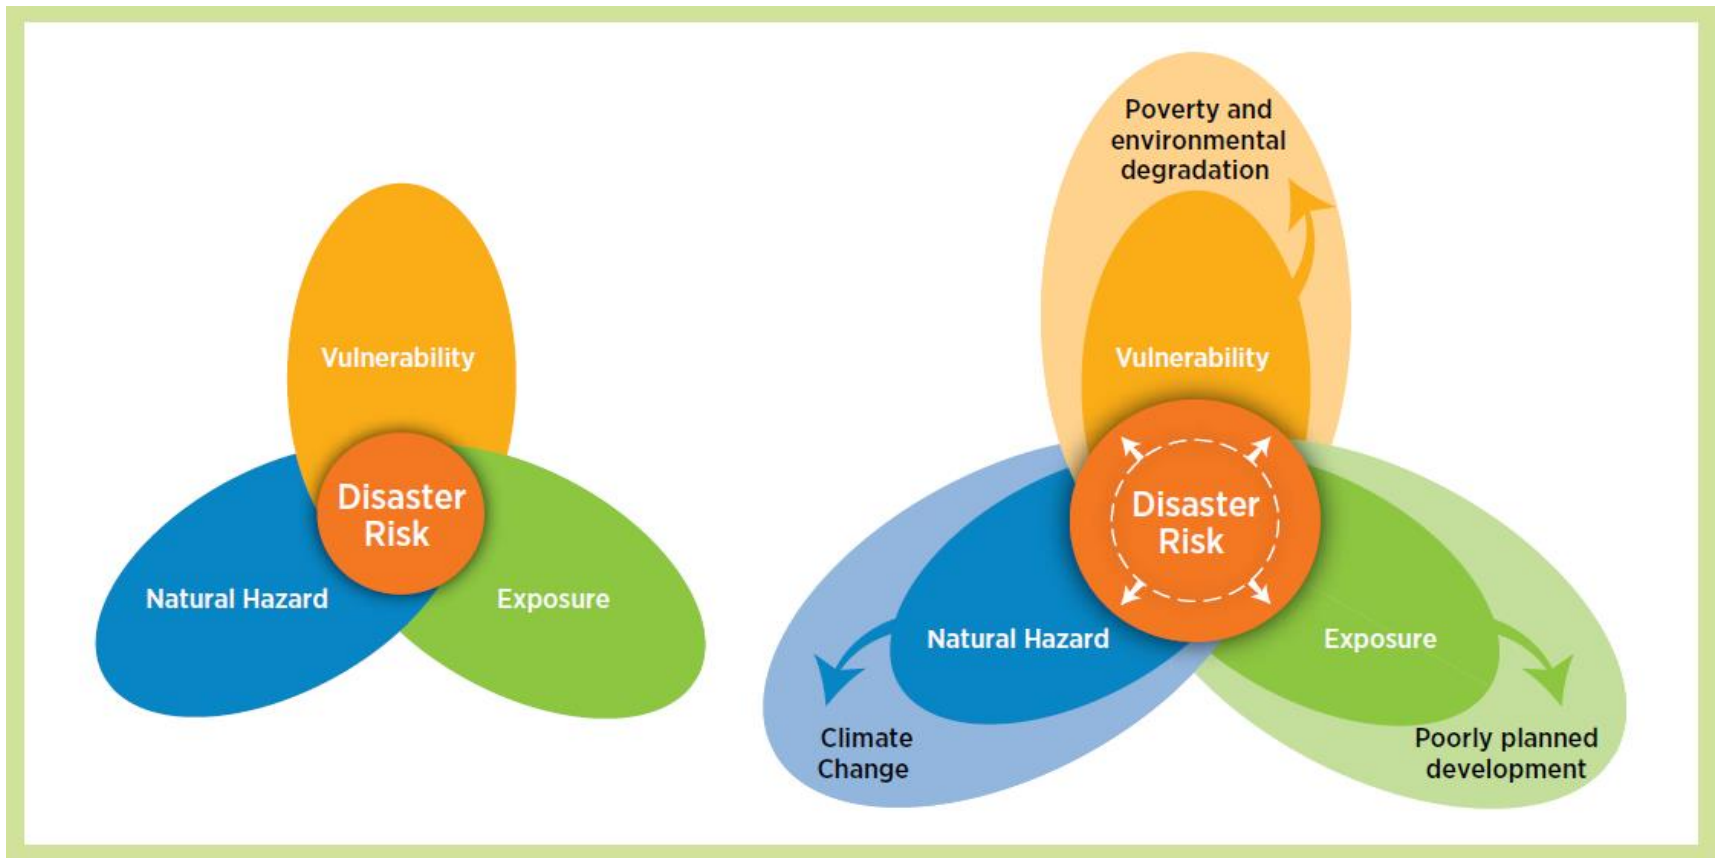 Vulnerability
Disaster
Risk
Natural Hazard
Exposure
Poverty and
environmental
degradation
Vulnerability
Disaster
Risk
Natural Hazard
Exposure
Climate
Change
Poorly planned
development